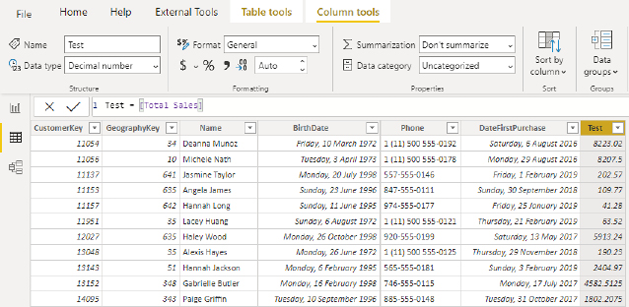 File Home Help External Tools Table tools Column tools
Name Test Format General Summarization Don't summarize
Data type Decimal number $ % 9 .00 Auto Data category Uncategorized Sort by column Data groups
Structure Formatting Properties Sort Groups
1 Test = [Total Sales]
CustomerKey GeographyKey Name BirthDate Phone DateFirstPurchase Test
11054 34 Deanna Munoz Friday, 10 March 1972 1 (11) 500 555-0192 Saturday, 6 August 2016 8223.02
11056 10 Michele Nath Tuesday, 3 April 1973 1 (11) 500 555-0178 Monday, 29 August 2016 8207.5
11137 641 Jasmine Taylor Monday, 20 July 1998 557-555-0146 Friday, 1 February 2019 202.57
11153 635 Angela James Sunday, 23 June 1996 847-555-0111 Sunday, 30 September 2018 109.77
11157 642 Hannah Long Sunday, 11 June 1995 974-555-0177 Friday, 25 January 2019 41.28
11951 35 Lacey Huang Sunday, 6 August 1972 1 (11) 500 555-0121 Thursday, 21 February 2019 63.52
12027 635 Haley Wood Monday, 26 October 1998 920-555-0199 Saturday, 13 May 2017 5913.24
13048 35 Alexis Hayes Monday, 26 June 1972 1 (11) 500 555-0125 Thursday, 29 November 2018 190.23
13143 51 Hannah Jackson Monday, 6 February 1995 565-555-0181 Sunday, 3 February 2019 2404.97
13152 348 Gabrielle Butler Monday, 16 February 1998 746-555-0115 Monday, 17 July 2017 4582.5125
14095 343 Paige Griffin Tuesday, 10 September 1996 885-555-0148 Tuesday, 31 October 2017 1802.2075